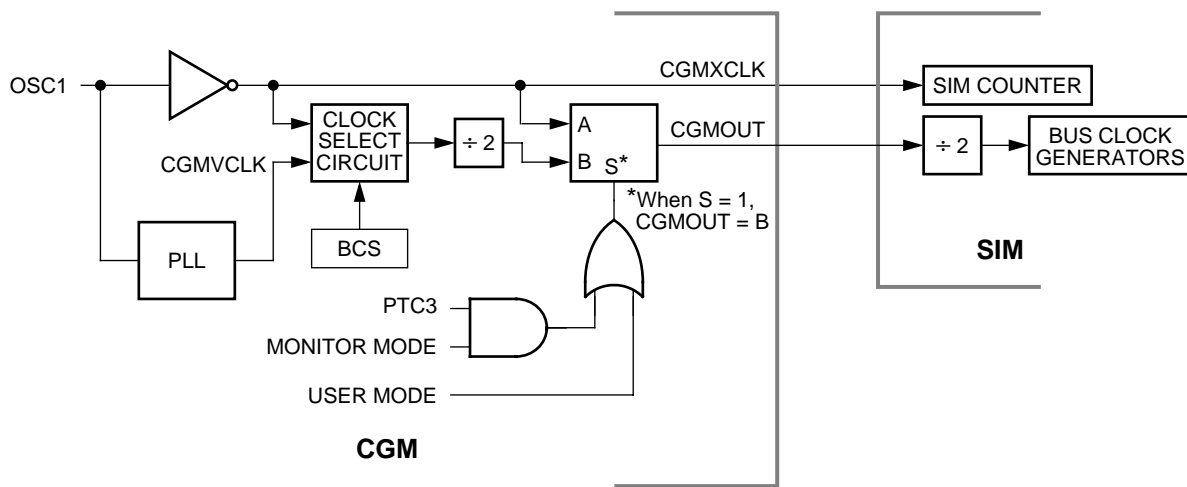 OSC1
CGMXCLK
SIM COUNTER
CLOCK
SELECT
CIRCUIT
÷ 2
A
B
S*
CGMOUT
÷ 2
BUS CLOCK
GENERATORS
CGMVCLK
*When S = 1,
CGMOUT = B
PLL
BCS
SIM
PTC3
MONITOR MODE
USER MODE
CGM